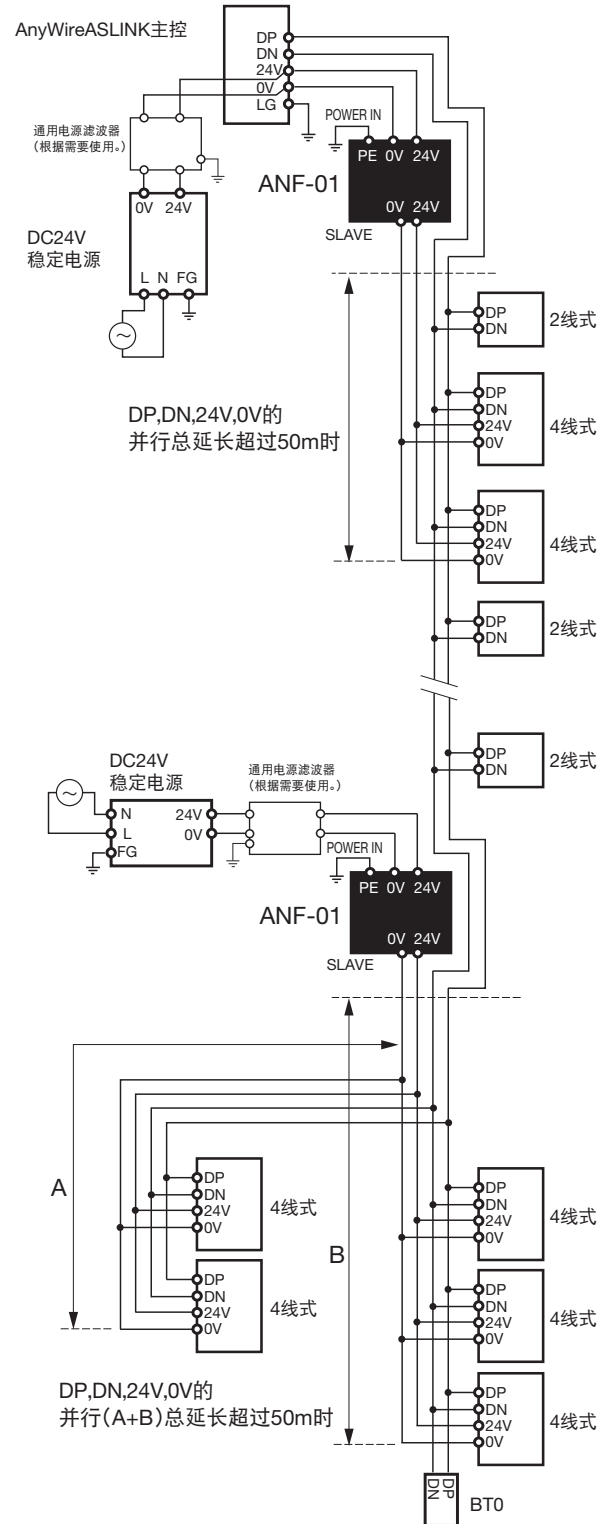 AnyWireASLINK主控
DP
DN
24V
0V
LG
通用电源滤波器
（根据需要使用。）
POWER IN
PE 0V 24V
ANF-01
0V 24V
SLAVE
0V 24V
DC24V
稳定电源
L N FG
DP
DN
2线式
DP,DN,24V,0V的
并行总延长超过50m时
DP
DN
24V
0V
4线式
DP
DN
24V
0V
4线式
DP
DN
2线式
DP
DN
2线式
DC24V
稳定电源
N
L
FG
24V
0V
通用电源滤波器
（根据需要使用。）
POWER IN
PE 0V 24V
ANF-01
0V 24V
SLAVE
A
B
DP
DN
24V
0V
4线式
DP
DN
24V
0V
4线式
DP
DN
24V
0V
4线式
DP
DN
24V
0V
4线式
DP
DN
24V
0V
4线式
DP,DN,24V,0V的
并行（A+B）总延长超过50m时
DP
DN
BT0